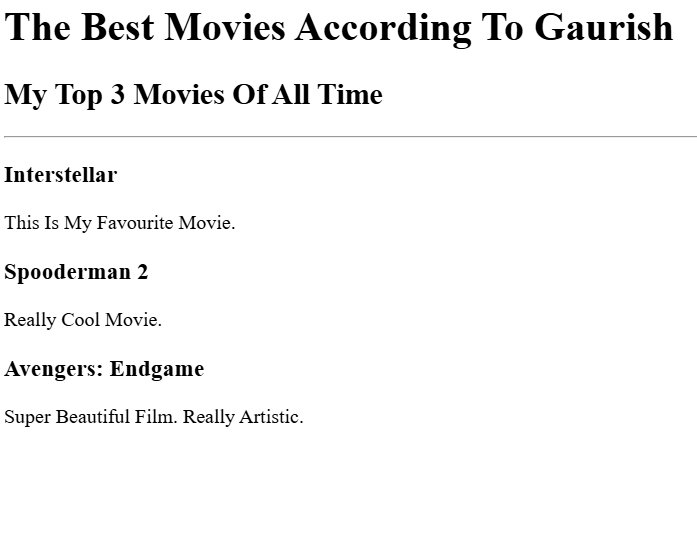 The Best Movies According To Gaurish
My Top 3 Movies Of All Time
Interstellar
This Is My Favourite Movie.
Spooderman 2
Really Cool Movie.
Avengers: Endgame
Super Beautiful Film. Really Artistic.